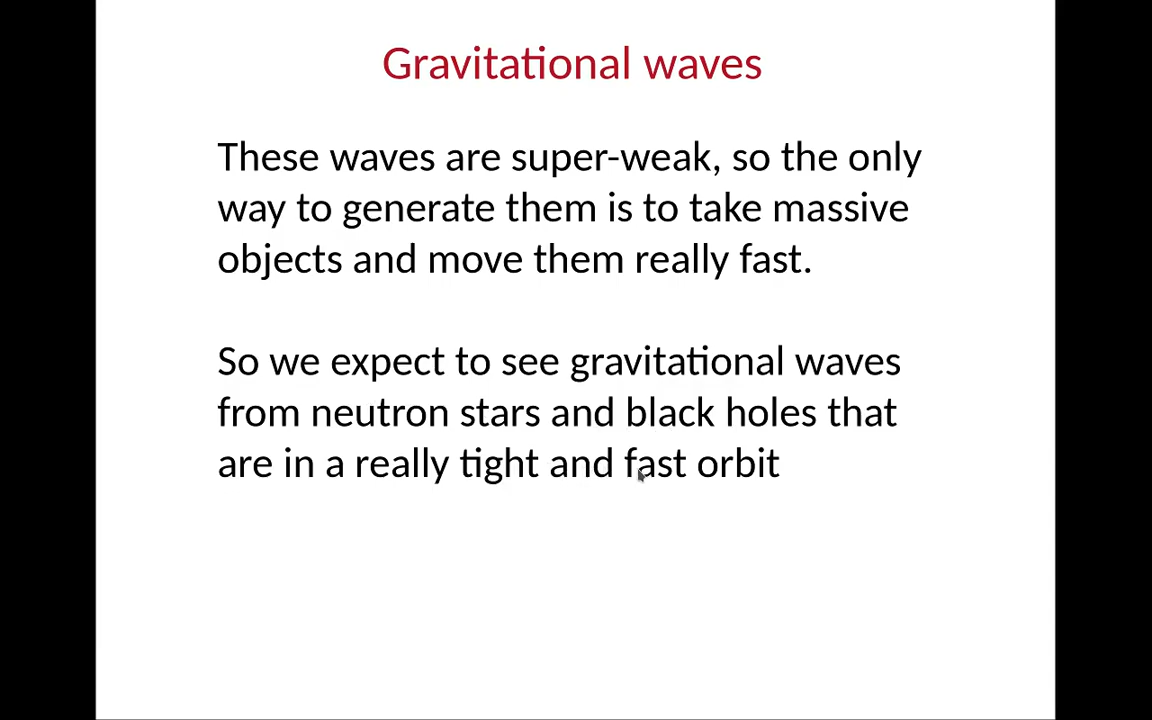 Gravitational waves
These waves are super-weak, so the only
way to generate them is to take massive
objects and move them really fast.
So we expect to see gravitational waves
from neutron stars and black holes that
are in a really tight and fast orbit